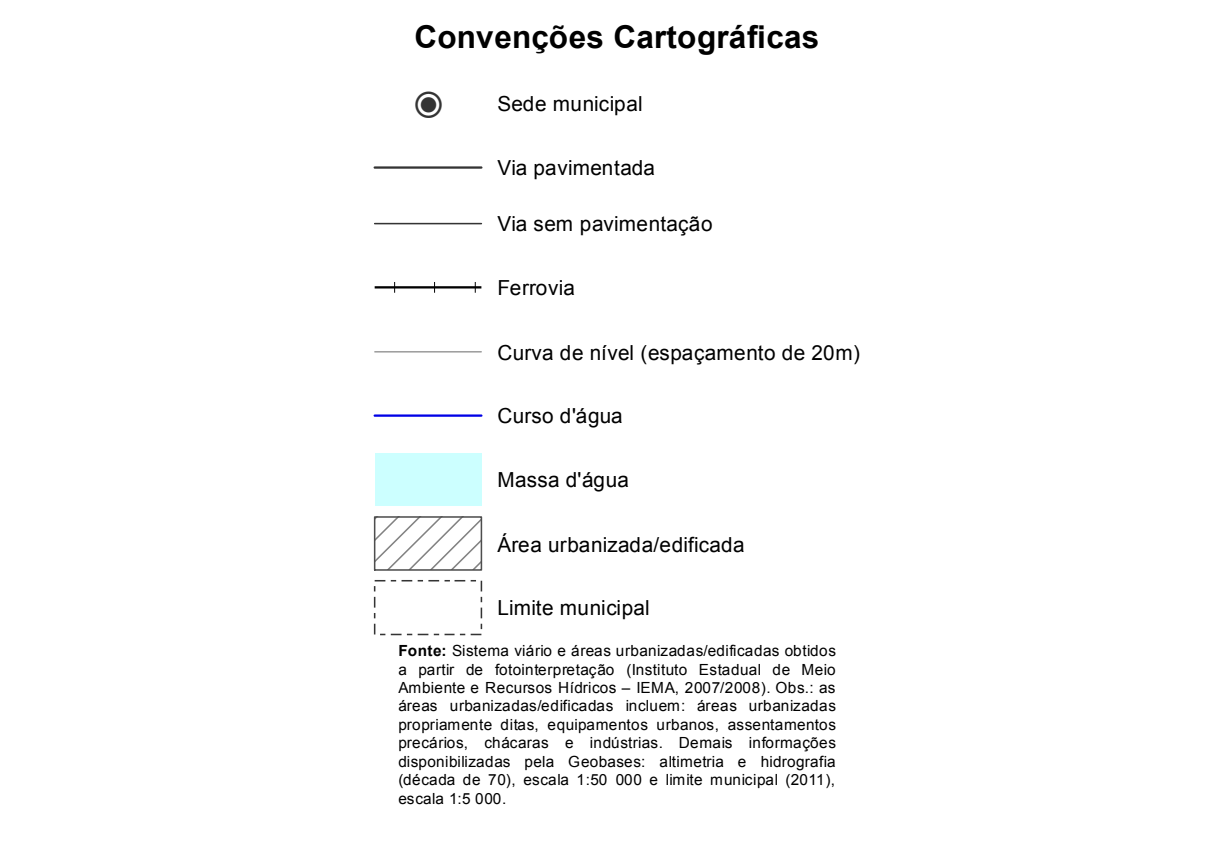 Convenções Cartográficas
Sede municipal
Via pavimentada
Via sem pavimentação
Ferrovia
Curva de nível (espaçamento de 20m)
Curso d'água
Massa d'água
Área urbanizada/edificada
Limite municipal
Fonte: Sistema viário e áreas urbanizadas/edificadas obtidos
a partir de fotointerpretação (Instituto Estadual de Meio
Ambiente e Recursos Hídricos – IEMA, 2007/2008). Obs.: as
áreas urbanizadas/edificadas incluem: áreas urbanizadas
propriamente ditas, equipamentos urbanos, assentamentos
precários, chácaras e indústrias. Demais informações
disponibilizadas pela Geobases: altimetria e hidrografia
(década de 70), escala 1:50 000 e limite municipal (2011),
escala 1:5 000.